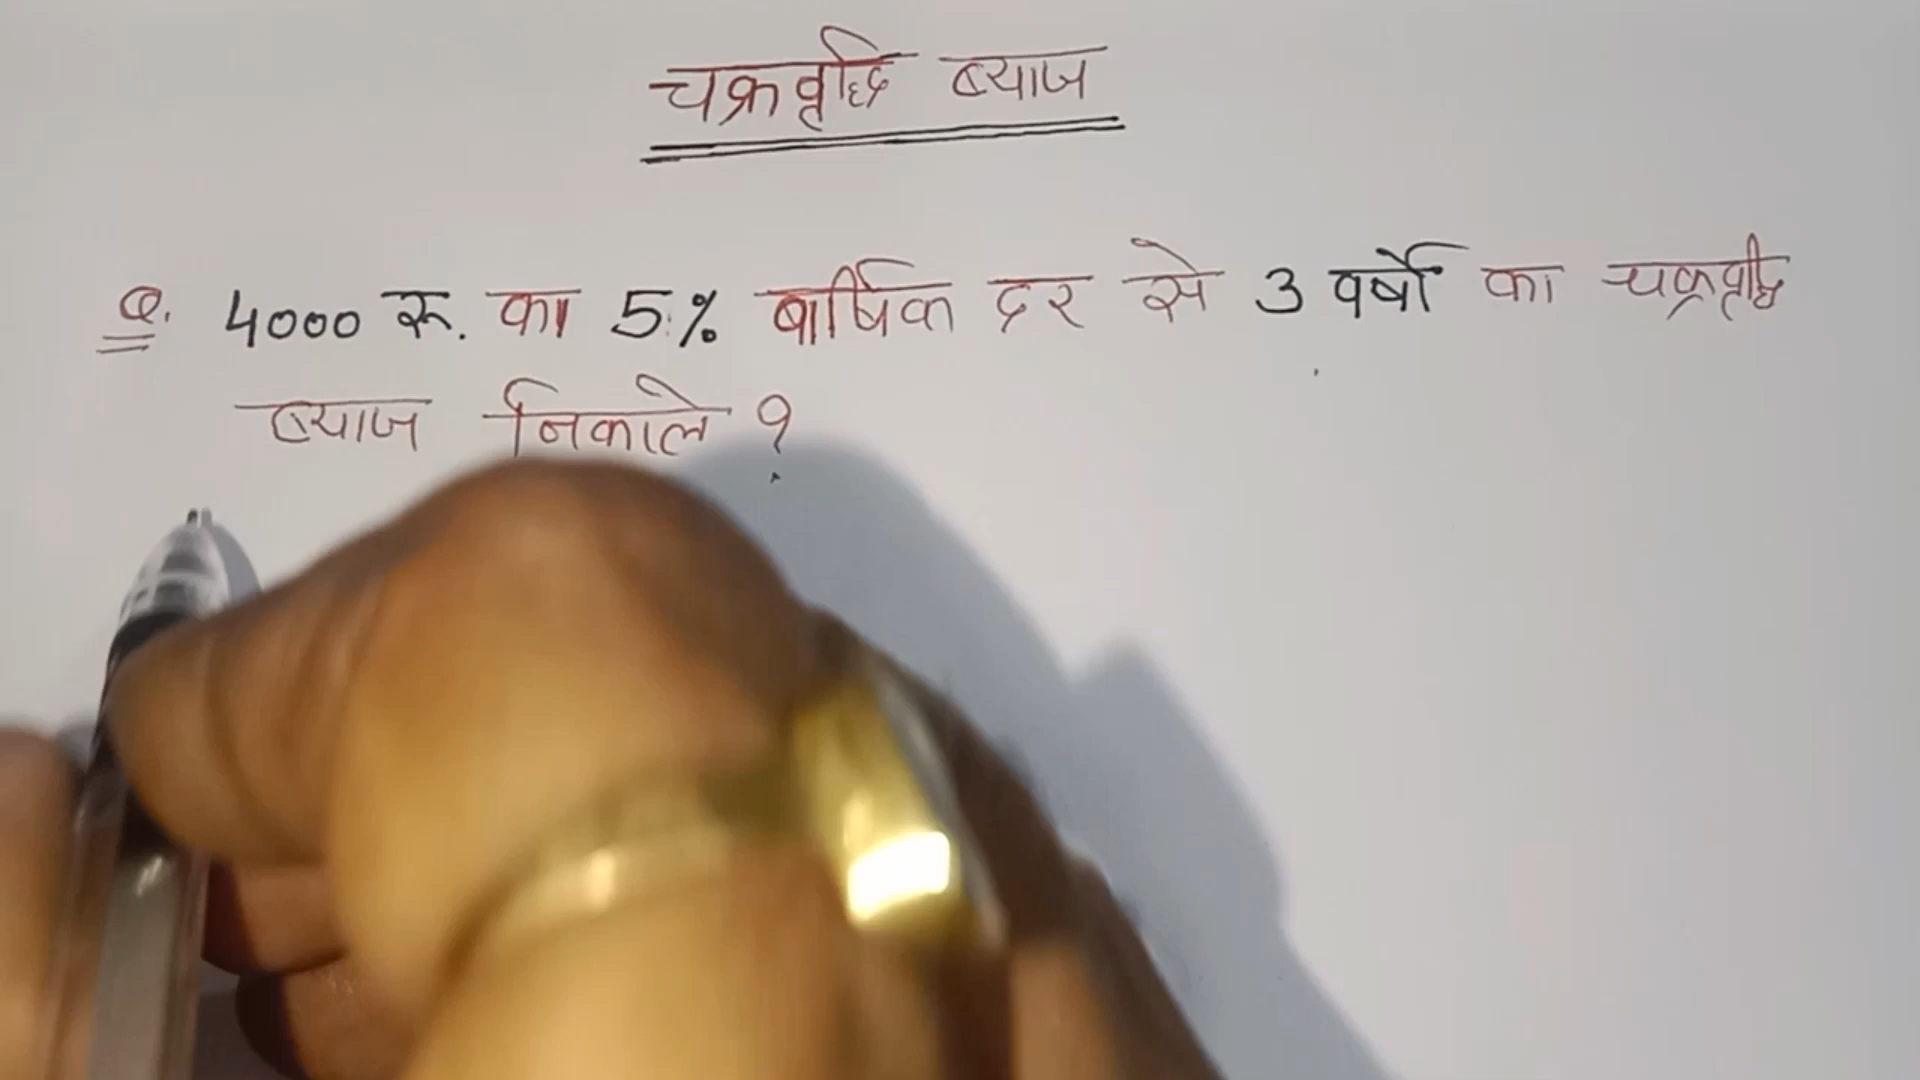 चक्रवृद्धि ब्याज
Q. 4000 रू. का 5% बार्षिक दर से 3 वर्षो का चक्रवृद्धि
ब्याज निकाले ?